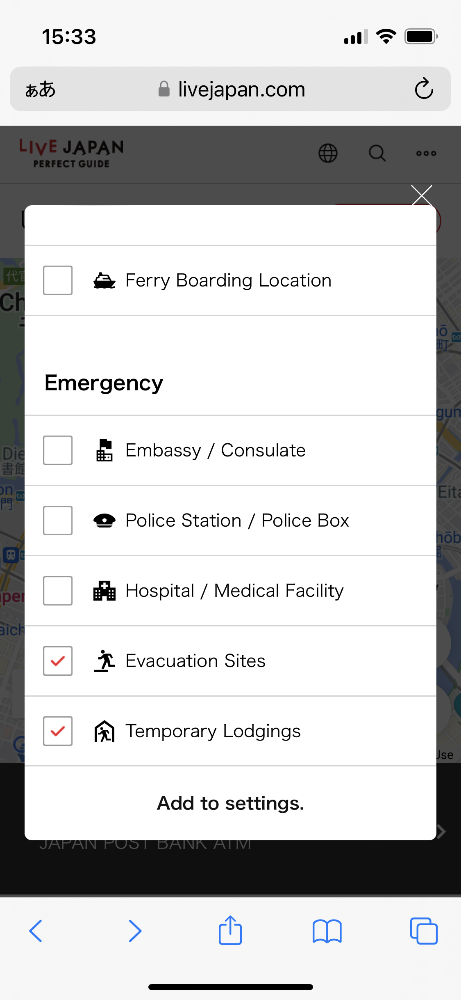 15:33
ぁあ livejapan.com
LIVE JAPAN
PERFECT GUIDE
Ferry Boarding Location
Emergency
Embassy / Consulate
Police Station / Police Box
Hospital / Medical Facility
Evacuation Sites
Temporary Lodgings
Add to settings.
JAPAN POST BANK ATM